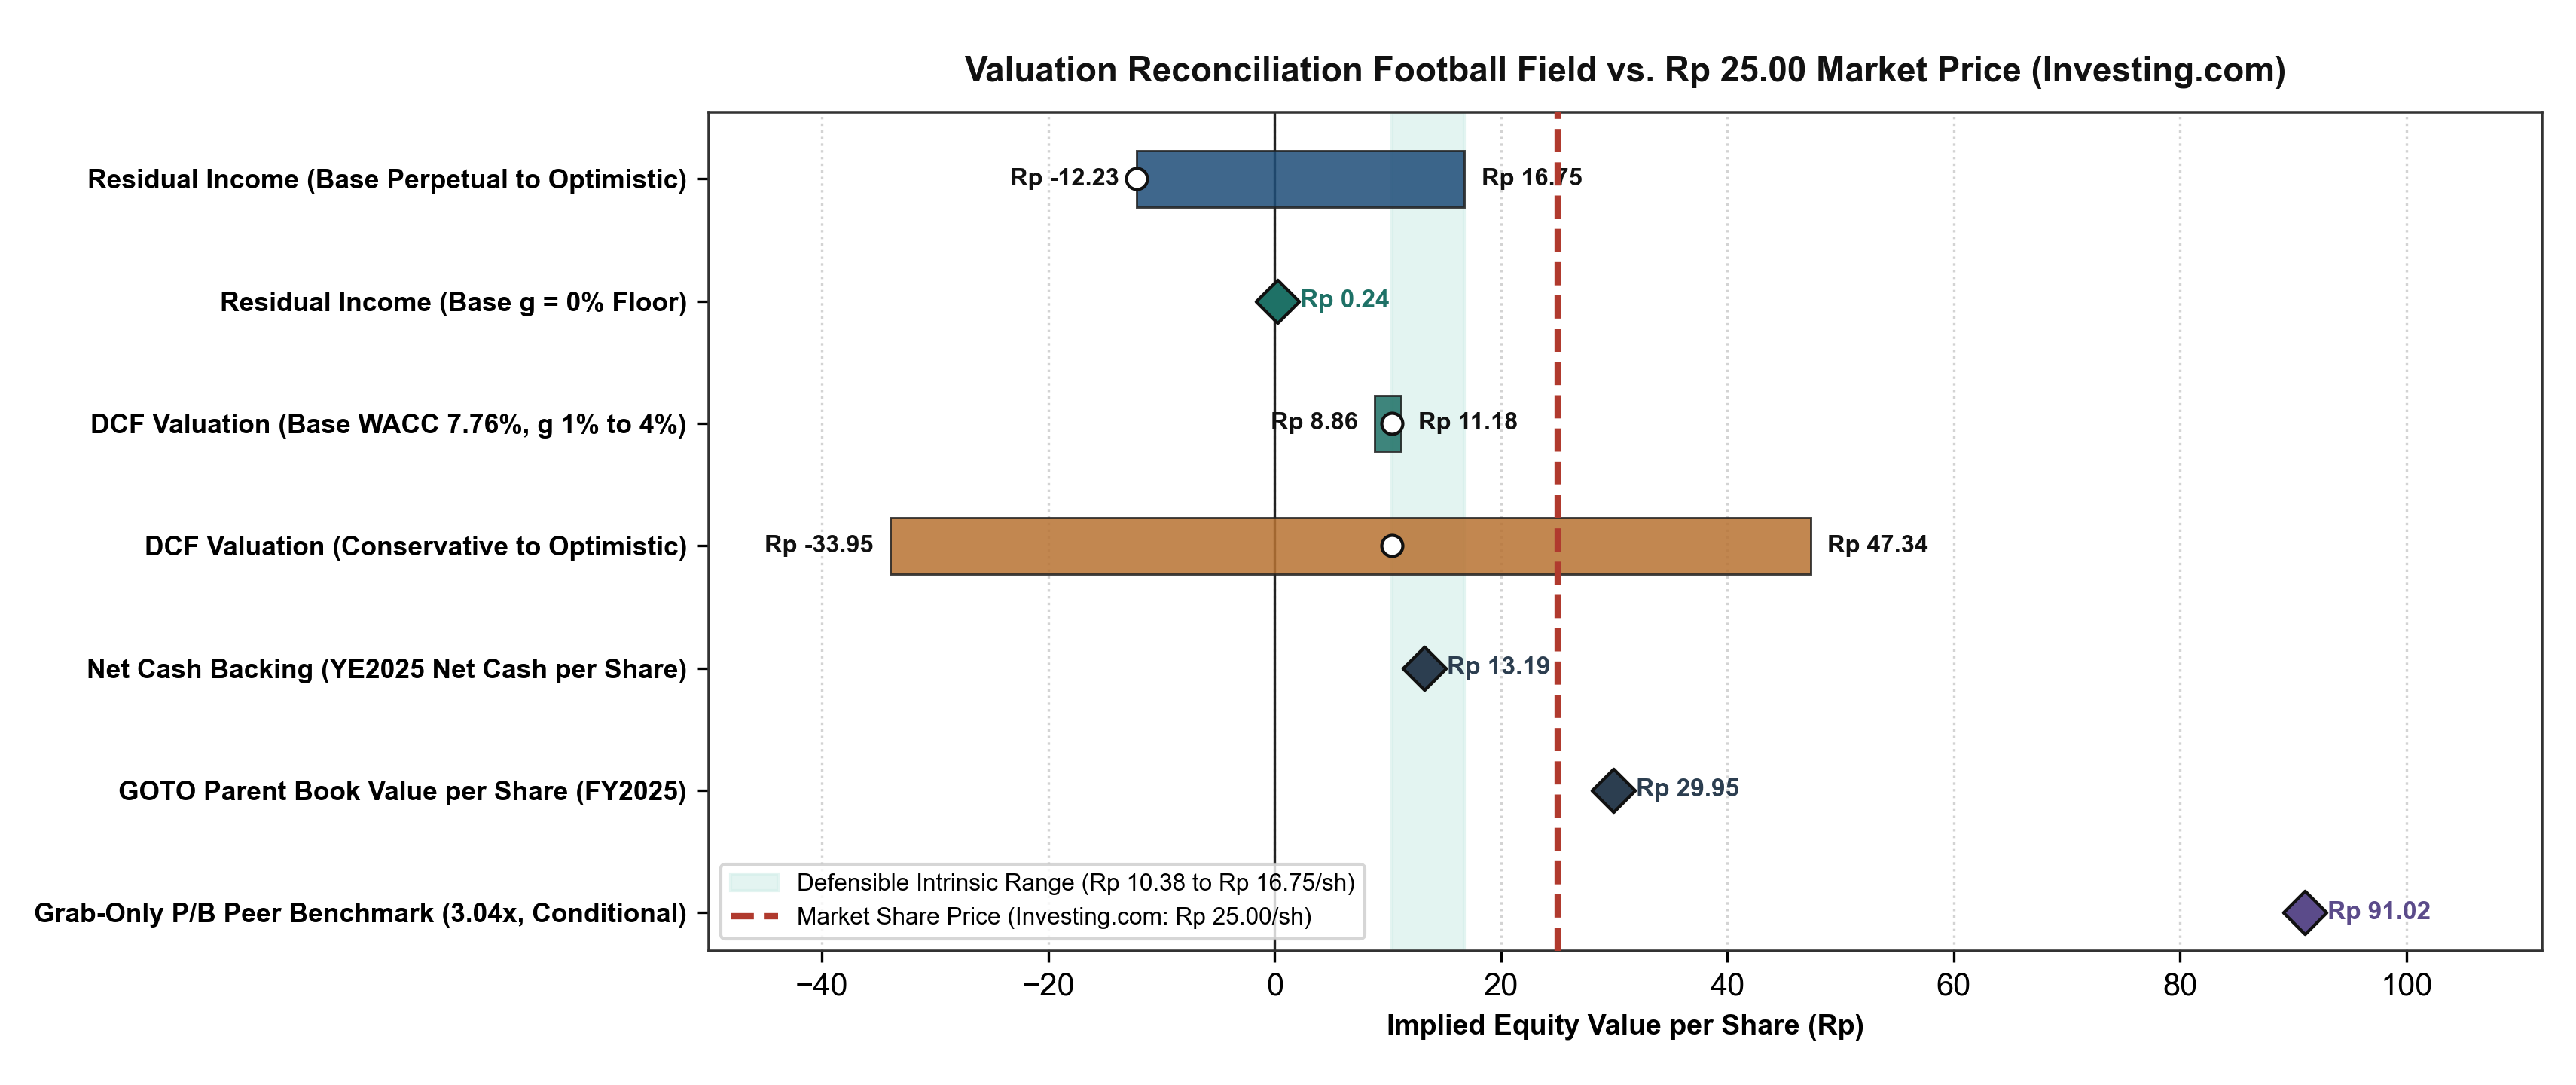 Valuation Reconciliation Football Field vs. Rp 25.00 Market Price (Investing.com)
Residual Income (Base Perpetual to Optimistic)
Rp -12.23
Rp 16.75
Residual Income (Base g = 0% Floor)
Rp 0.24
DCF Valuation (Base WACC 7.76%, g 1% to 4%)
Rp 8.86
Rp 11.18
DCF Valuation (Conservative to Optimistic)
Rp -33.95
Rp 47.34
Net Cash Backing (YE2025 Net Cash per Share)
Rp 13.19
GOTO Parent Book Value per Share (FY2025)
Rp 29.95
Grab-Only P/B Peer Benchmark (3.04x, Conditional)
Rp 91.02
Defensible Intrinsic Range (Rp 10.38 to Rp 16.75/sh)
Market Share Price (Investing.com: Rp 25.00/sh)
−40 −20 0 20 40 60 80 100
Implied Equity Value per Share (Rp)